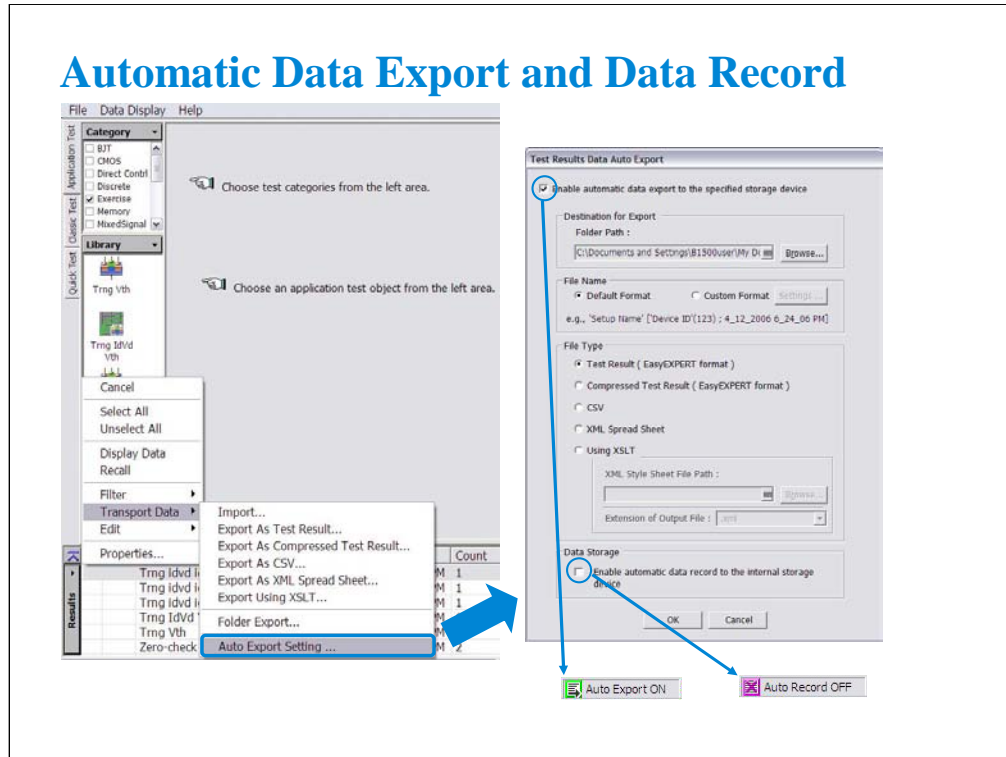 Automatic Data Export and Data Record
File Data Display Help
Application Test
Classic Test
Quick Test
Category
BJT
CMOS
Direct Contrl
Discrete
Exercise
Memory
MixedSignal
Library
Trng Vth
Trng IdVd
Vth
Choose test categories from the left area.
Choose an application test object from the left area.
Cancel
Select All
Unselect All
Display Data
Recall
Filter
Transport Data
Edit
Properties...
Import...
Export As Test Result...
Export As Compressed Test Result...
Export As CSV...
Export As XML Spread Sheet...
Export Using XSLT...
Folder Export...
Auto Export Setting ...
Results
Count
Trng Idvd
M 1
Trng Idvd
M 1
Trng Idvd
M 1
Trng IdVd
Trng Vth
Zero-check
M 2
Test Results Data Auto Export
Enable automatic data export to the specified storage device
Destination for Export
Folder Path :
C:\Documents and Settings\B1500user\My D
Browse...
File Name
Default Format
Custom Format
Settings ...
e.g., 'Setup Name' ['Device ID'(123) ; 4_12_2006 6_24_06 PM]
File Type
Test Result ( EasyEXPERT format )
Compressed Test Result ( EasyEXPERT format )
CSV
XML Spread Sheet
Using XSLT
XML Style Sheet File Path :
Browse...
Extension of Output File : .xml
Data Storage
Enable automatic data record to the internal storage
device
OK Cancel
Auto Export ON
Auto Record OFF